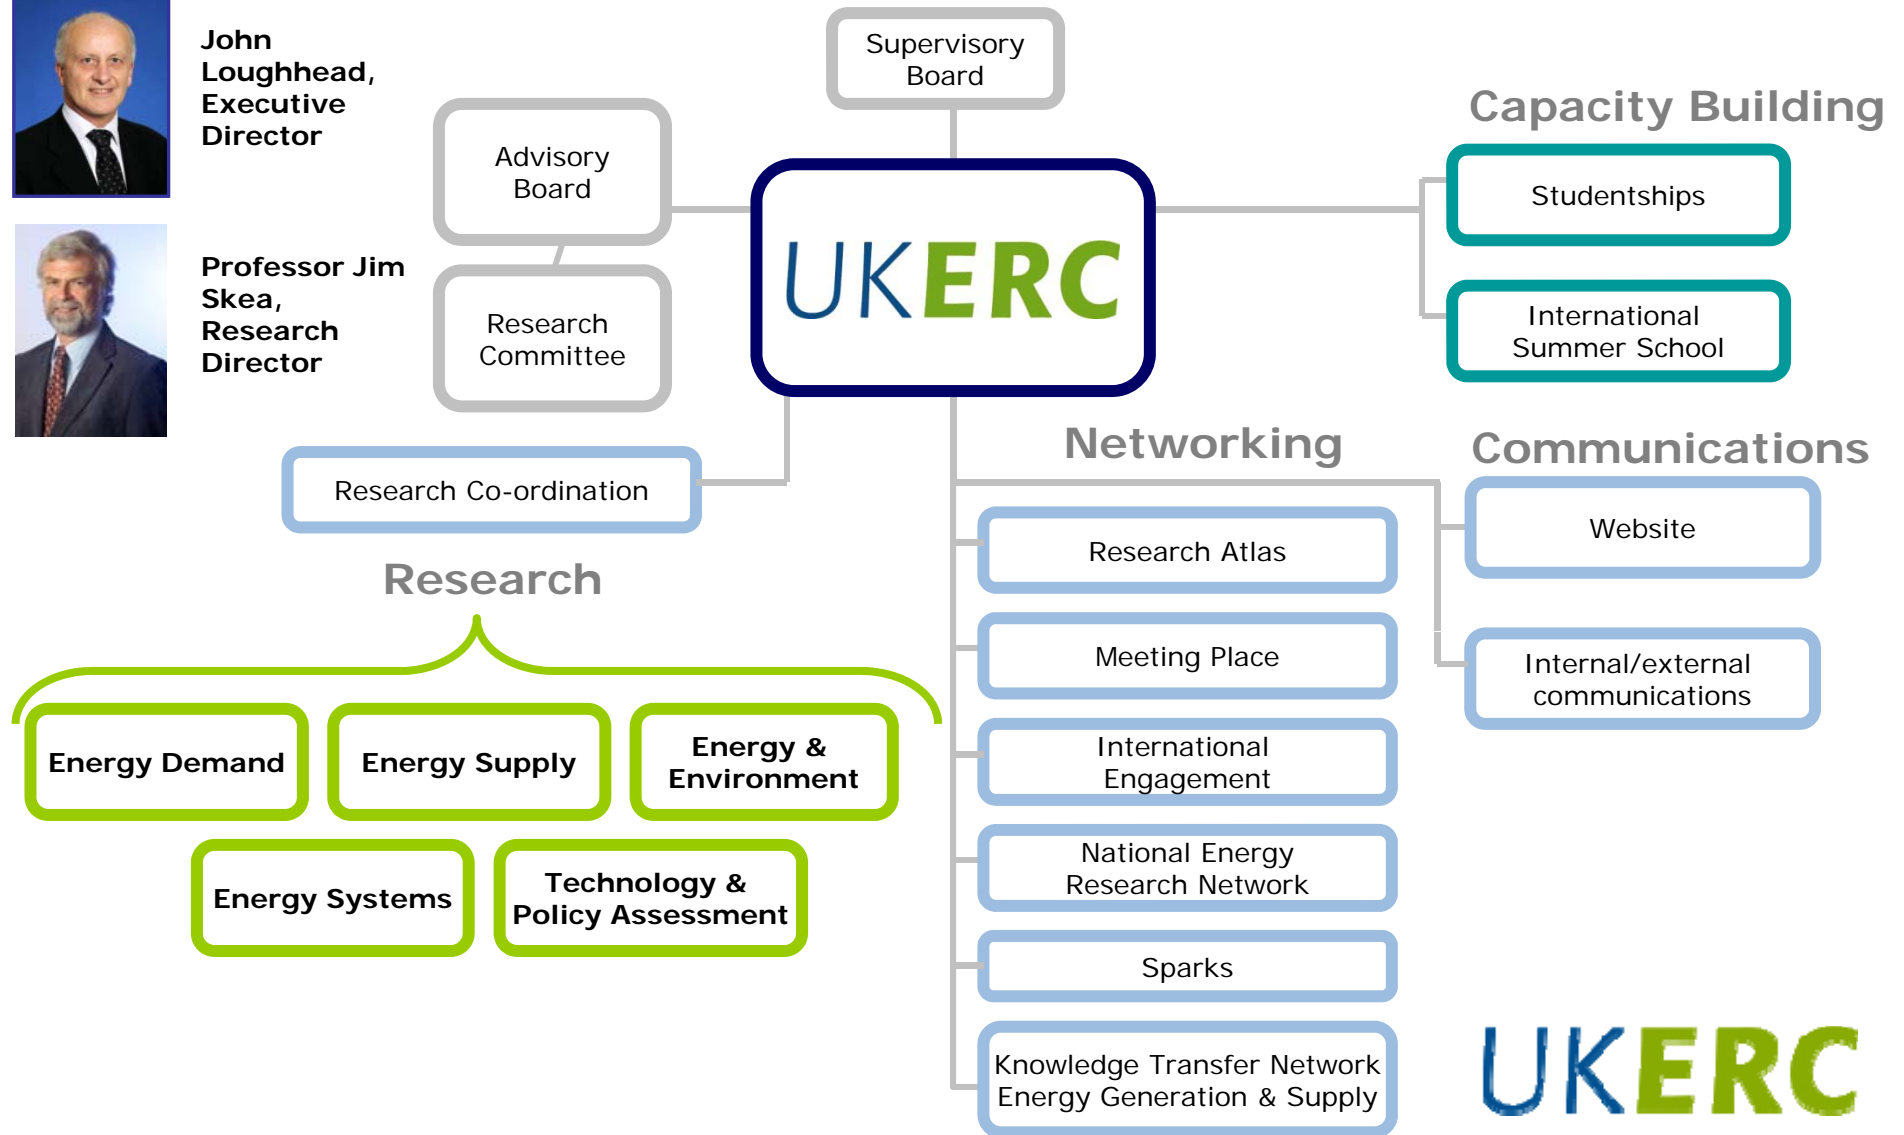 John
Loughhead,
Executive
Director
Professor Jim
Skea,
Research
Director
Supervisory
Board
Advisory
Board
Research
Committee
UKERC
Capacity Building
Studentships
International
Summer School
Research Co-ordination
Networking
Communications
Research Atlas
Meeting Place
International
Engagement
National Energy
Research Network
Sparks
Knowledge Transfer Network
Energy Generation & Supply
Website
Internal/external
communications
Research
Energy Demand
Energy Supply
Energy &
Environment
Energy Systems
Technology &
Policy Assessment
UKERC